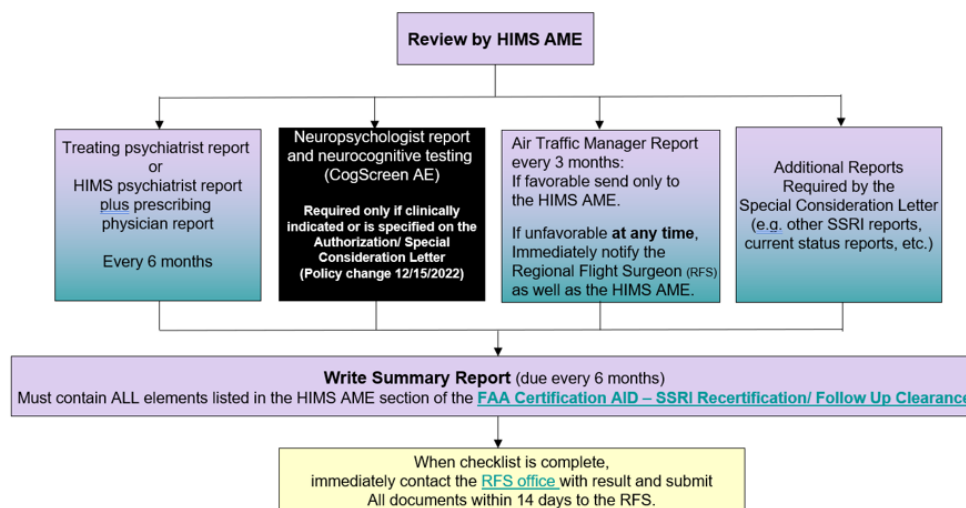 Review by HIMS AME
Treating psychiatrist report
or
HIMS psychiatrist report
plus prescribing
physician report
Every 6 months
Neuropsychologist report
and neurocognitive testing
(CogScreen AE)
Required only if clinically
indicated or is specified on the
Authorization/ Special
Consideration Letter
(Policy change 12/15/2022)
Air Traffic Manager Report
every 3 months:
If favorable send only to
the HIMS AME.
If unfavorable at any time,
Immediately notify the
Regional Flight Surgeon (RFS)
as well as the HIMS AME.
Additional Reports
Required by the
Special Consideration Letter
(e.g. other SSRI reports,
current status reports, etc.)
Write Summary Report (due every 6 months)
Must contain ALL elements listed in the HIMS AME section of the FAA Certification AID – SSRI Recertification/ Follow Up Clearance
When checklist is complete,
immediately contact the RFS office with result and submit
All documents within 14 days to the RFS.